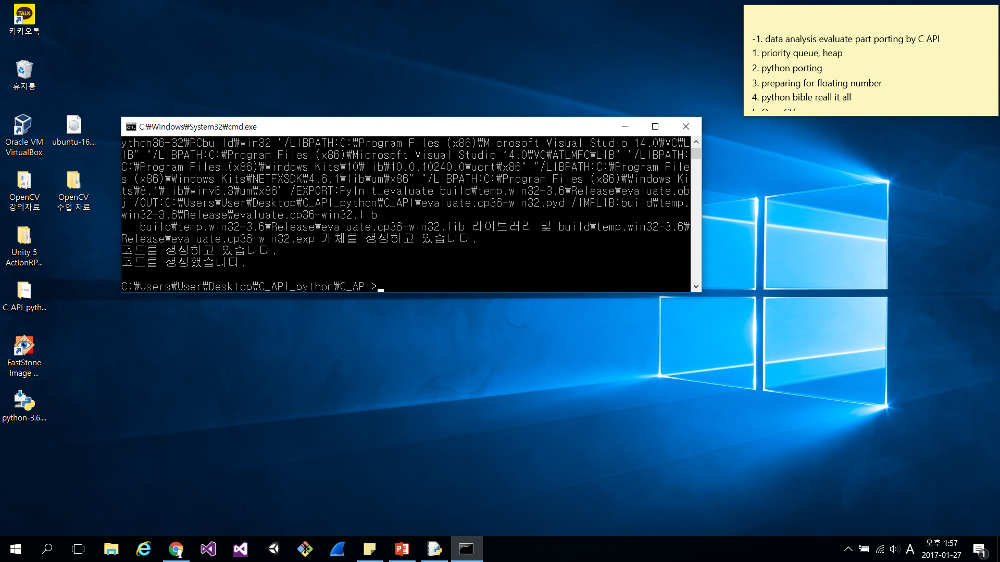 카카오톡
휴지통
Oracle VM
VirtualBox
ubuntu-16....
OpenCV
강의자료
OpenCV
수업 자료
Unity 5
ActionRP...
C_API_pyth...
FastStone
Image ...
python-3.6....
-1. data analysis evaluate part porting by C API
1. priority queue, heap
2. python porting
3. preparing for floating number
4. python bible reall it all
5. OpenCV
C:₩Windows₩System32₩cmd.exe
ython36-32₩PCbuild₩win32 "/LIBPATH:C:₩Program Files (x86)₩Microsoft Visual Studio 14.0₩VC₩L
IB" "/LIBPATH:C:₩Program Files (x86)₩Microsoft Visual Studio 14.0₩VC₩ATLMFC₩LIB" "/LIBPATH:
C:₩Program Files (x86)₩Windows Kits₩10₩lib₩10.0.10240.0₩ucrt₩x86" "/LIBPATH:C:₩Program File
s (x86)₩Windows Kits₩NETFXSDK₩4.6.1₩lib₩um₩x86" "/LIBPATH:C:₩Program Files (x86)₩Windows Ki
ts₩8.1₩lib₩winv6.3₩um₩x86" /EXPORT:PyInit_evaluate build₩temp.win32-3.6₩Release₩evaluate.ob
j /OUT:C:₩Users₩User₩Desktop₩C_API_python₩C_API₩evaluate.cp36-win32.pyd /IMPLIB:build₩temp.
win32-3.6₩Release₩evaluate.cp36-win32.lib
build₩temp.win32-3.6₩Release₩evaluate.cp36-win32.lib 라이브러리 및 build₩temp.win32-3.6₩
Release₩evaluate.cp36-win32.exp 개체를 생성하고 있습니다.
코드를 생성하고 있습니다.
코드를 생성했습니다.
C:₩Users₩User₩Desktop₩C_API_python₩C_API>
A
오후 1:57
2017-01-27
1